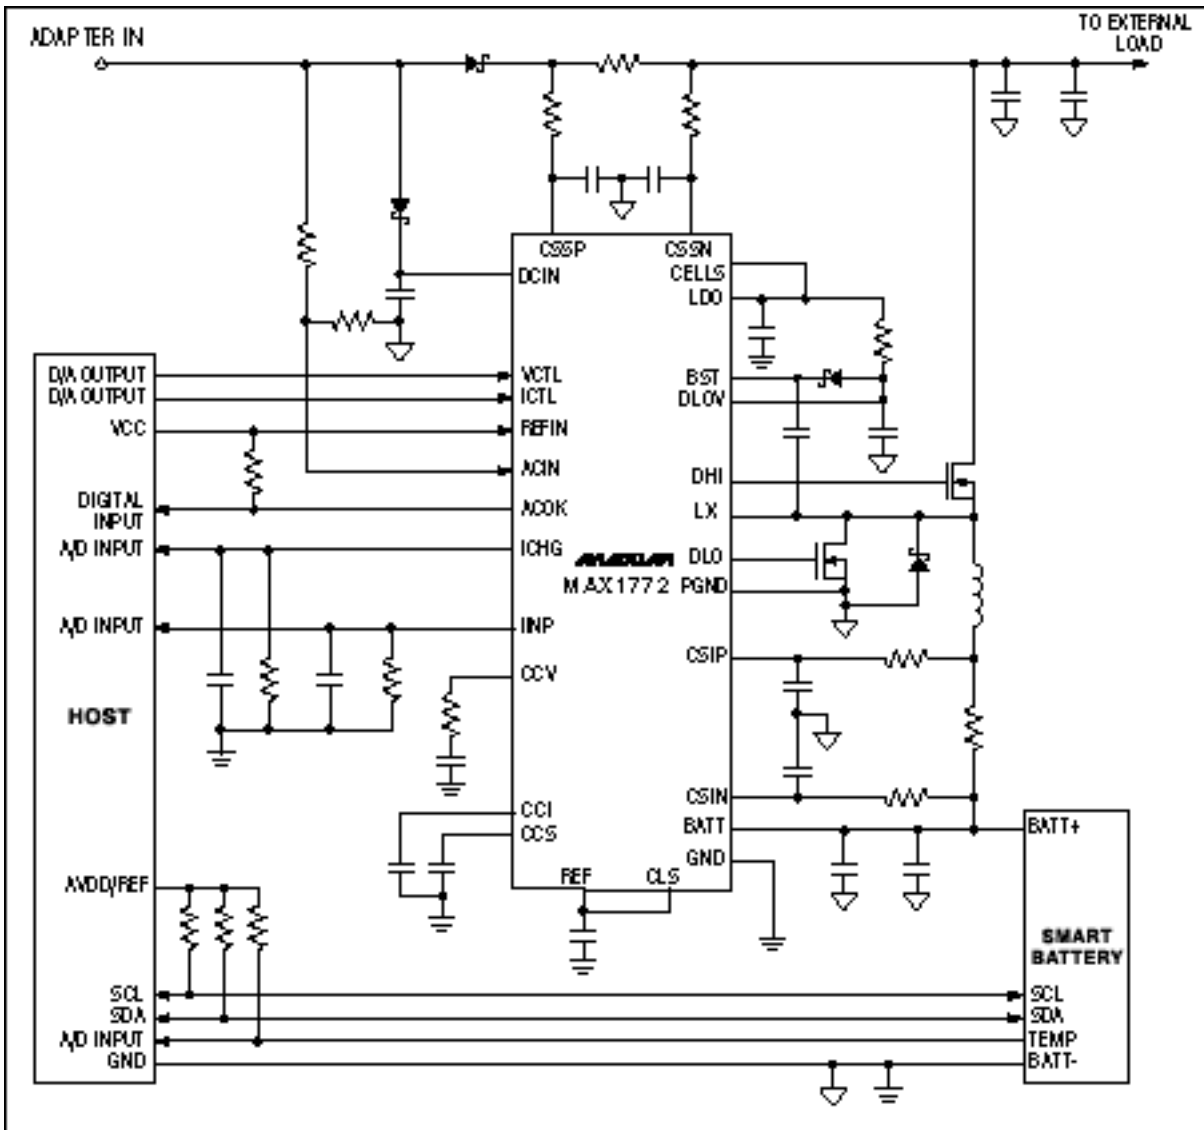 ADAPTER IN
TO EXTERNAL
LOAD
CSSP
CSSN
DCIN
CELLS
LDO
D/A OUTPUT
VCTL
BST
D/A OUTPUT
ICTL
DLOV
VCC
REFIN
ACIN
DHI
DIGITAL
INPUT
ACOK
LX
A/D INPUT
ICHG
MAXIM
DLO
MAX1772
PGND
A/D INPUT
IINP
CSIP
CCV
HOST
CSIN
CCI
BATT
BATT+
CCS
GND
REF
CLS
AVDD/REF
SMART
BATTERY
SCL
SCL
SDA
SDA
A/D INPUT
TEMP
GND
BATT-